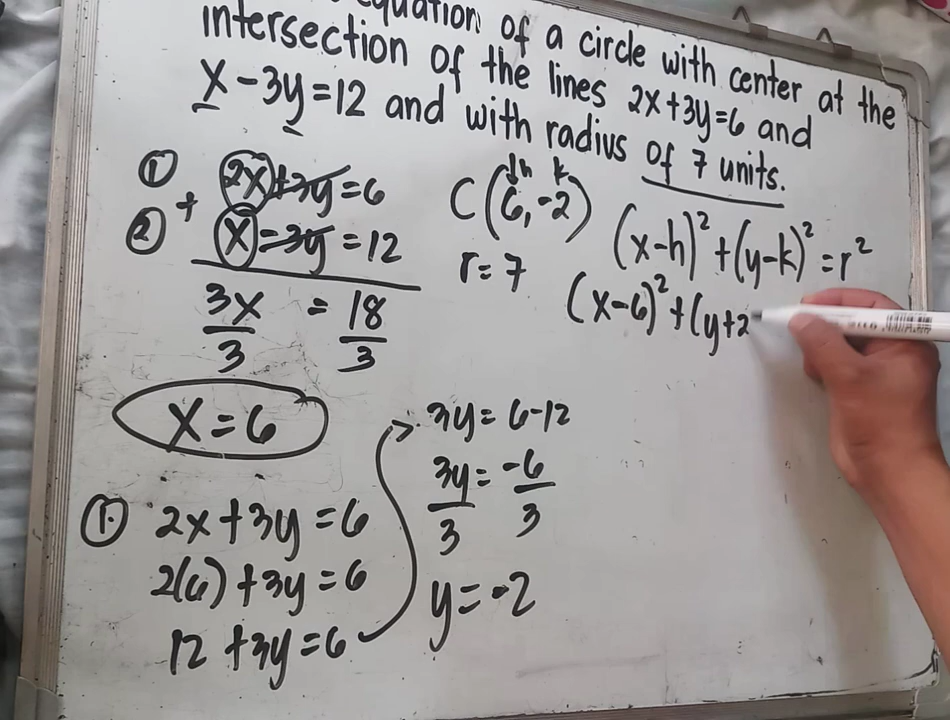 equation of a circle with center at the
intersection of the lines 2x+3y=6 and
x-3y=12 and with radius of 7 units.
① 2x+3y=6
+
② x-3y=12
3x/3 = 18/3
x=6
①. 2x+3y=6
2(6)+3y=6
12+3y=6
3y=6-12
3y/3=-6/3
y=-2
h k
C(6,-2)
r=7
(x-h)²+(y-k)²=r²
(x-6)²+(y+2